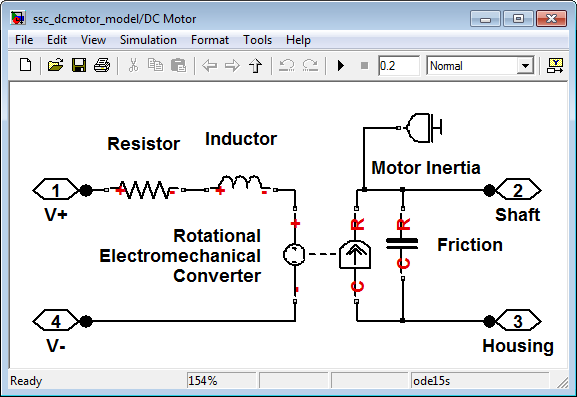 ssc_dcmotor_model/DC Motor
File Edit View Simulation Format Tools Help
0.2 Normal
Resistor
Inductor
Motor Inertia
1
+ - + -
2
V+
Shaft
+ R R
Rotational
Electromechanical
Converter
Friction
- C C
4
3
V-
Housing
Ready 154% ode15s